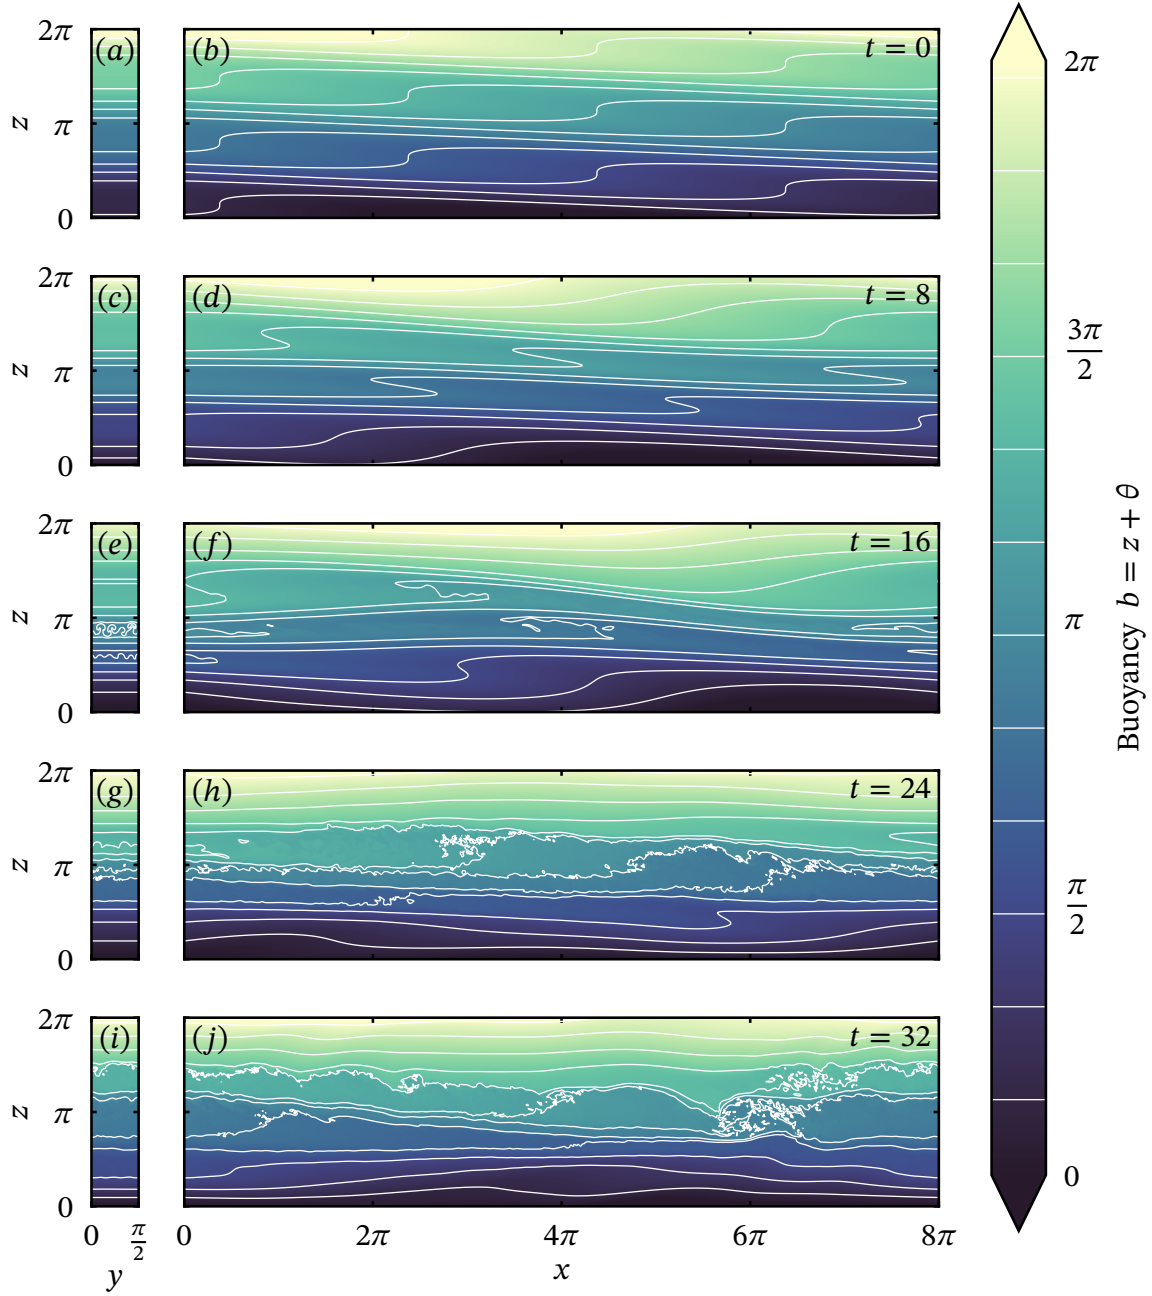 (a) (b) t = 0
2π
z π
0
(c) (d) t = 8
2π
z π
0
(e) (f) t = 16
2π
z π
0
(g) (h) t = 24
2π
z π
0
(i) (j) t = 32
2π
z π
0
0 π/2 0 2π 4π 6π 8π
y x
2π
3π/2
π
π/2
0
Buoyancy b = z + θ